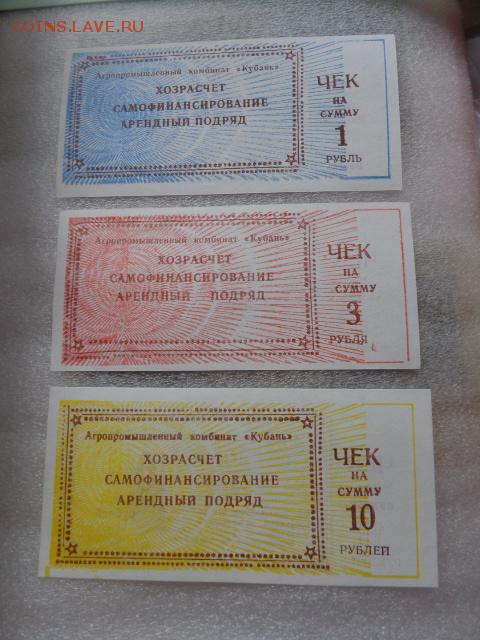 COINS.LAVE.RU
Агропромышленный комбинат «Кубань»
ХОЗРАСЧЕТ
САМОФИНАНСИРОВАНИЕ
АРЕНДНЫЙ ПОДРЯД
ЧЕК
НА
СУММУ
1
РУБЛЬ
Агропромышленный комбинат «Кубань»
ХОЗРАСЧЕТ
САМОФИНАНСИРОВАНИЕ
АРЕНДНЫЙ ПОДРЯД
ЧЕК
НА
СУММУ
3
РУБЛЯ
Агропромышленный комбинат «Кубань»
ХОЗРАСЧЕТ
САМОФИНАНСИРОВАНИЕ
АРЕНДНЫЙ ПОДРЯД
ЧЕК
НА
СУММУ
10
РУБЛЕЙ